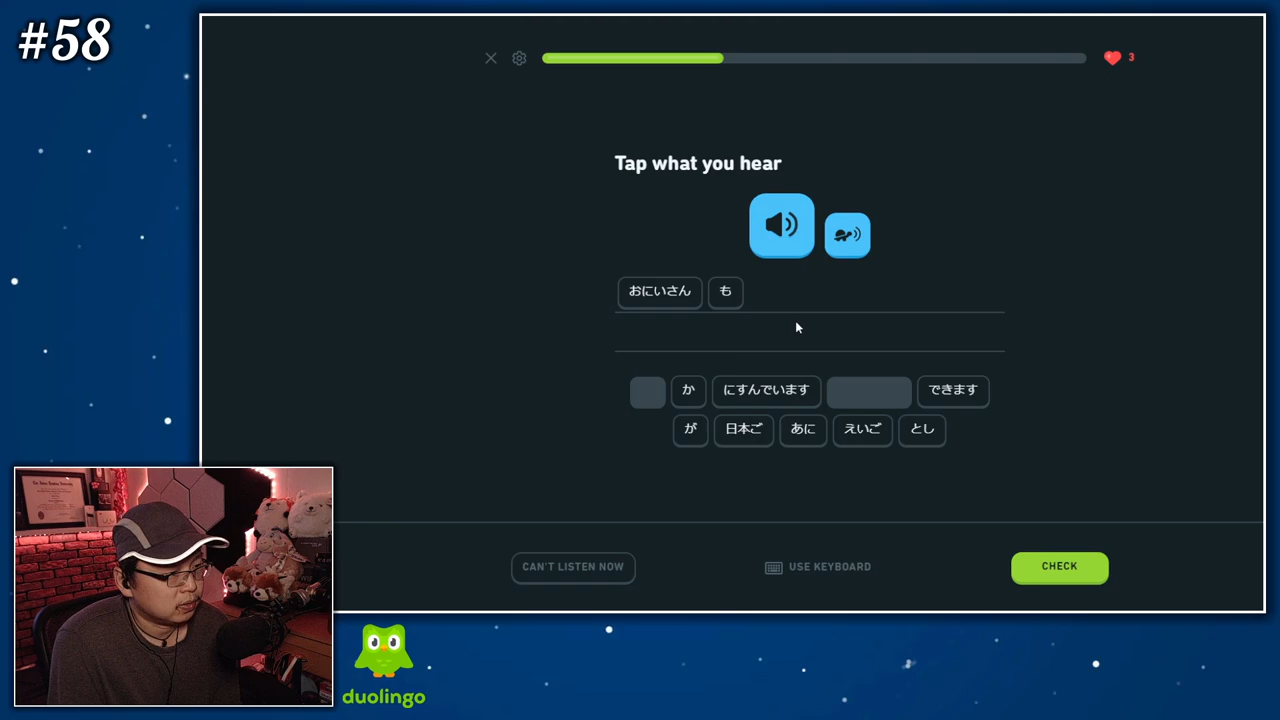 #58
3
Tap what you hear
おにいさん も
か にすんでいます できます
が 日本ご あに えいご とし
CAN'T LISTEN NOW USE KEYBOARD CHECK
duolingo